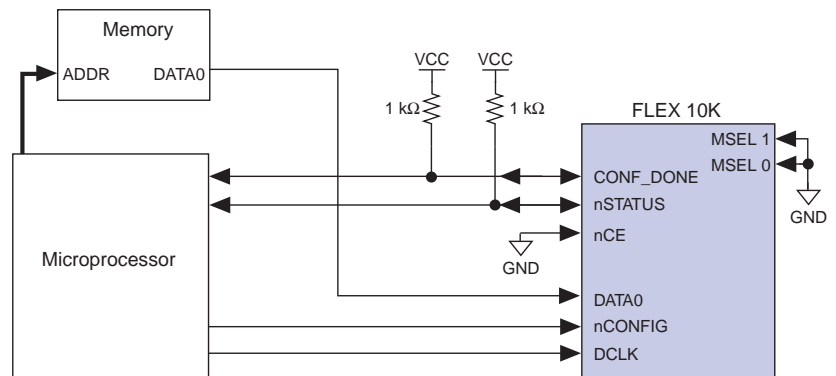 Memory
ADDR DATA0
VCC VCC
1 kΩ 1 kΩ
FLEX 10K
MSEL 1
MSEL 0
GND
CONF_DONE
nSTATUS
nCE
GND
Microprocessor
DATA0
nCONFIG
DCLK